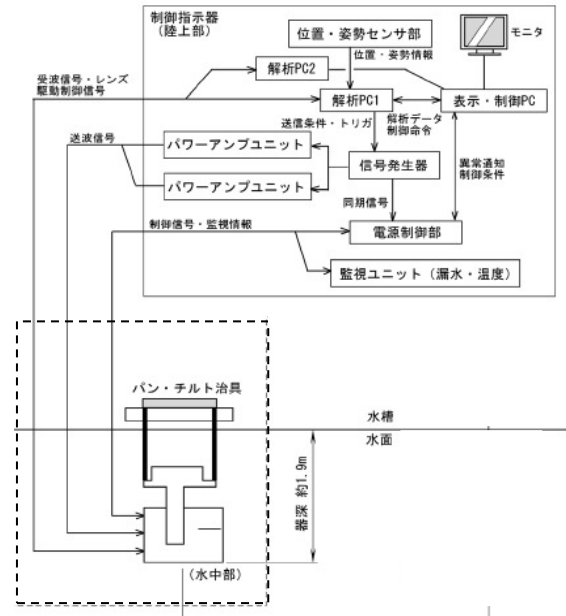 制御指示器
(陸上部)
位置・姿勢センサ部
モニタ
位置・姿勢情報
解析PC2
受波信号・レンズ
駆動制御信号
解析PC1
表示・制御PC
送信条件・トリガ
解析データ
制御命令
送波信号
パワーアンプユニット
信号発生器
異常通知
制御条件
パワーアンプユニット
同期信号
制御信号・監視情報
電源制御部
監視ユニット(漏水・温度)
パン・チルト治具
水槽
水面
器深 約1.9m
(水中部)